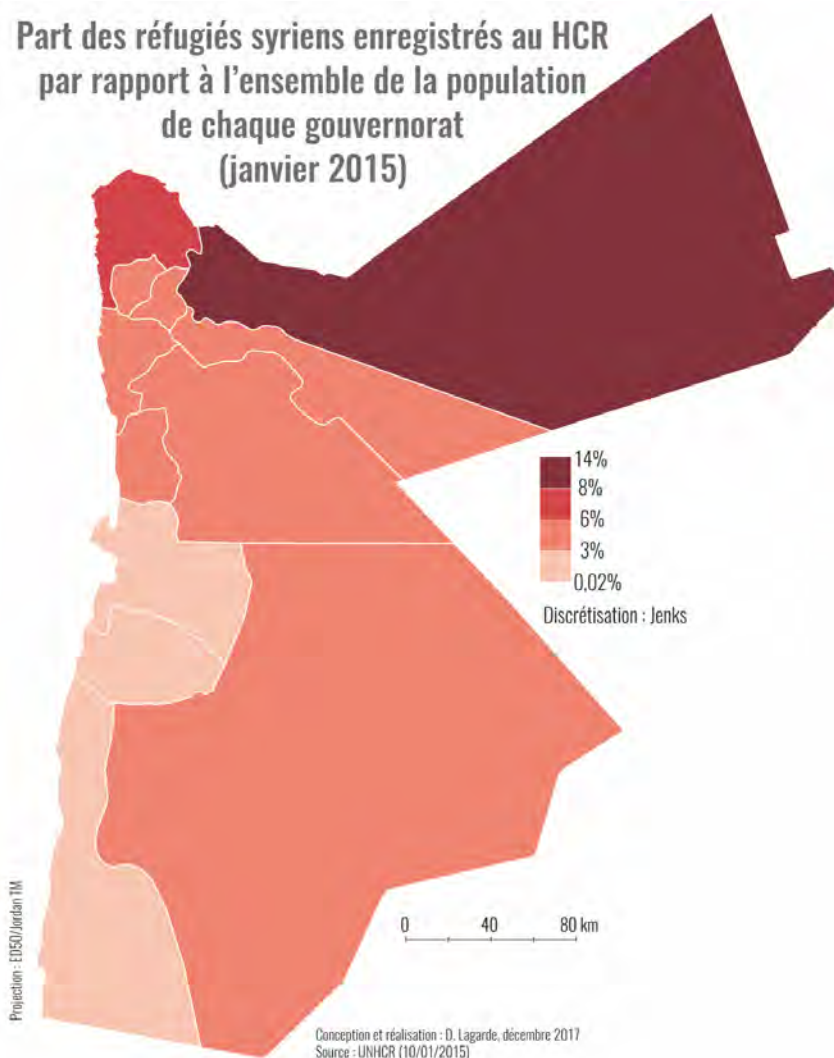 Part des réfugiés syriens enregistrés au HCR
par rapport à l'ensemble de la population
de chaque gouvernorat
(janvier 2015)
14%
8%
6%
3%
0,02%
Discrétisation : Jenks
0 40 80 km
Projection : ED50/Jordan TM
Conception et réalisation : D. Lagarde, décembre 2017
Source : UNHCR (10/01/2015)